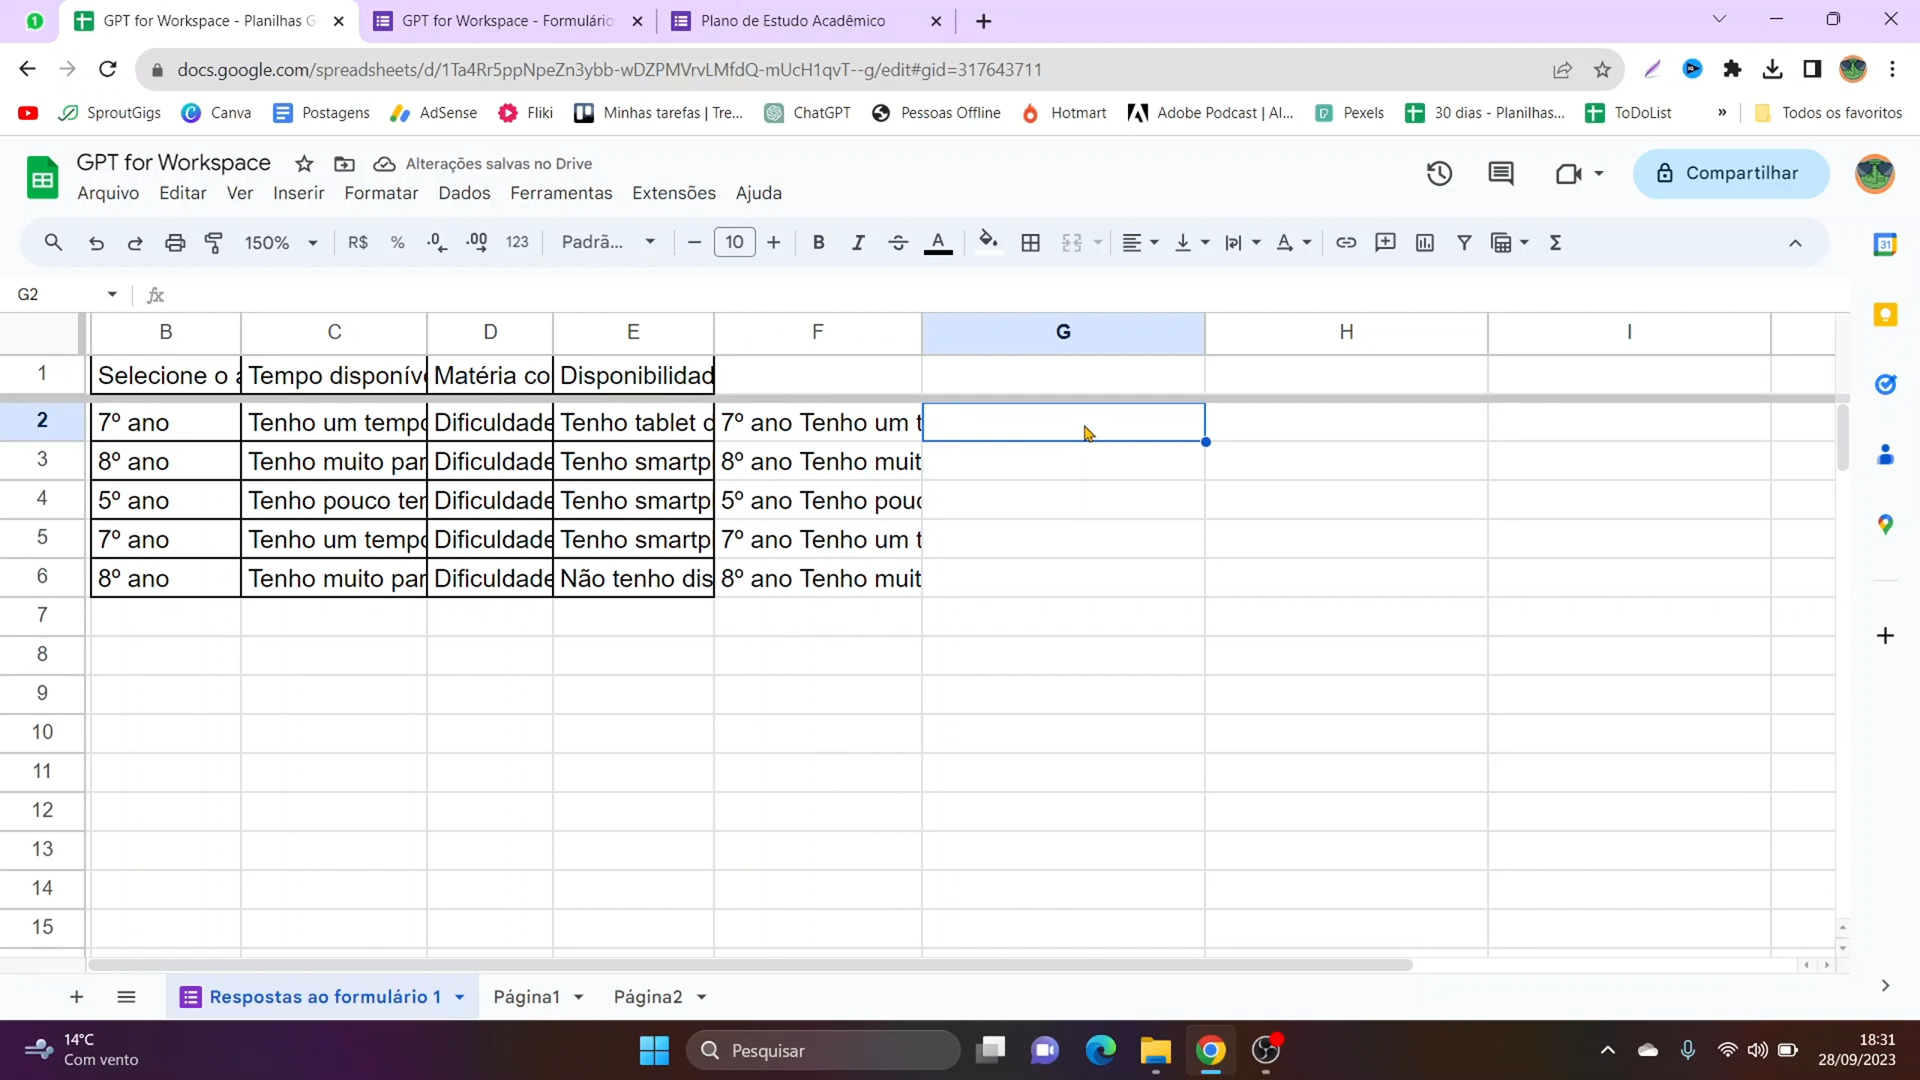 GPT for Workspace - Planilhas G
GPT for Workspace - Formulário
Plano de Estudo Acadêmico
docs.google.com/spreadsheets/d/1Ta4Rr5ppNpeZn3ybb-wDZPMVrvLMfdQ-mUcH1qvT--g/edit#gid=317643711
SproutGigs
Canva
Postagens
AdSense
Fliki
Minhas tarefas | Tre...
ChatGPT
Pessoas Offline
Hotmart
Adobe Podcast | AI...
Pexels
30 dias - Planilhas...
ToDoList
»
Todos os favoritos
GPT for Workspace
Alterações salvas no Drive
Arquivo Editar Ver Inserir Formatar Dados Ferramentas Extensões Ajuda
Compartilhar
150% R$ % .0 .00 123 Padrã... 10 B I A Σ
31
G2 fx
B C D E F G H I
1 Selecione o a Tempo disponíve Matéria co Disponibilidad
2 7º ano Tenho um tempo Dificuldade Tenho tablet o 7º ano Tenho um t
3 8º ano Tenho muito par Dificuldade Tenho smartp 8º ano Tenho muit
4 5º ano Tenho pouco ter Dificuldade Tenho smartp 5º ano Tenho pouc
5 7º ano Tenho um tempo Dificuldade Tenho smartp 7º ano Tenho um t
6 8º ano Tenho muito par Dificuldade Não tenho dis 8º ano Tenho muit
7
8
9
10
11
12
13
14
15
Respostas ao formulário 1 Página1 Página2
14°C
Com vento
Pesquisar
18:31
28/09/2023